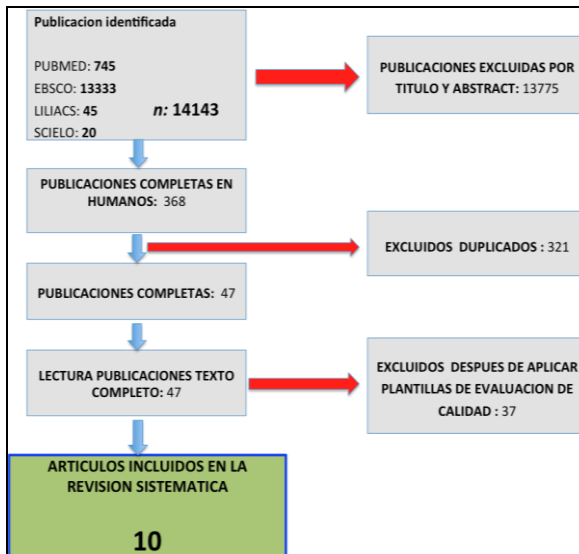 Publicacion identificada
PUBMED: 745
EBSCO: 13333
LILIACS: 45
n: 14143
SCIELO: 20
PUBLICACIONES EXCLUIDAS POR
TITULO Y ABSTRACT: 13775
PUBLICACIONES COMPLETAS EN
HUMANOS: 368
EXCLUIDOS DUPLICADOS : 321
PUBLICACIONES COMPLETAS: 47
LECTURA PUBLICACIONES TEXTO
COMPLETO: 47
EXCLUIDOS DESPUES DE APLICAR
PLANTILLAS DE EVALUACION DE
CALIDAD : 37
ARTICULOS INCLUIDOS EN LA
REVISION SISTEMATICA
10